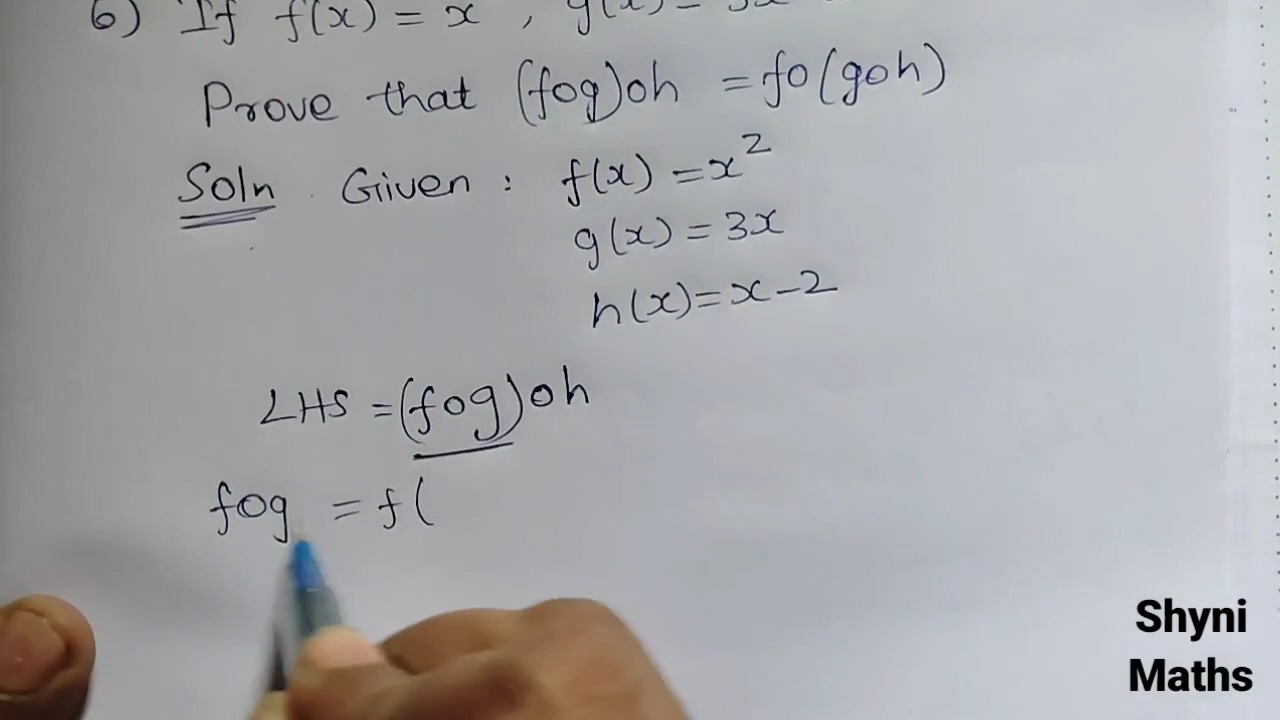 6) If f(x) = x , g(x) = 3x
Prove that (fog)oh = fo(goh)
Soln Given : f(x) = x²
g(x) = 3x
h(x) = x - 2
LHS = (fog)oh
fog = f(
Shyni
Maths